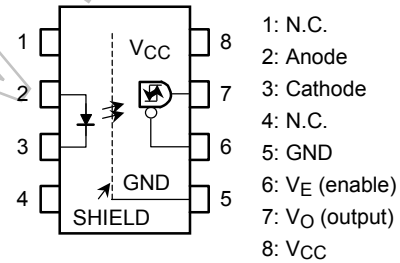 1
2
3
4
VCC
GND
SHIELD
8
7
6
5
1: N.C.
2: Anode
3: Cathode
4: N.C.
5: GND
6: VE (enable)
7: VO (output)
8: VCC